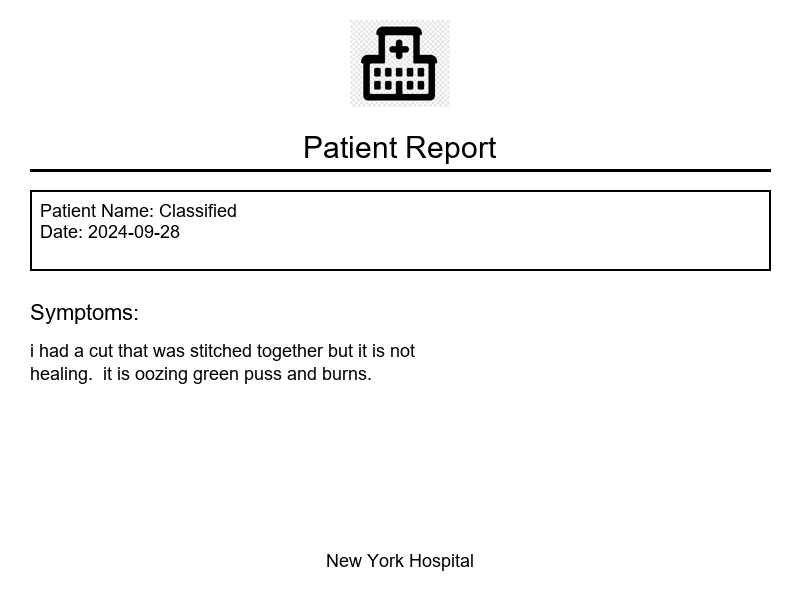 Patient Report
Patient Name: Classified
Date: 2024-09-28
Symptoms:
i had a cut that was stitched together but it is not
healing.  it is oozing green puss and burns.
New York Hospital